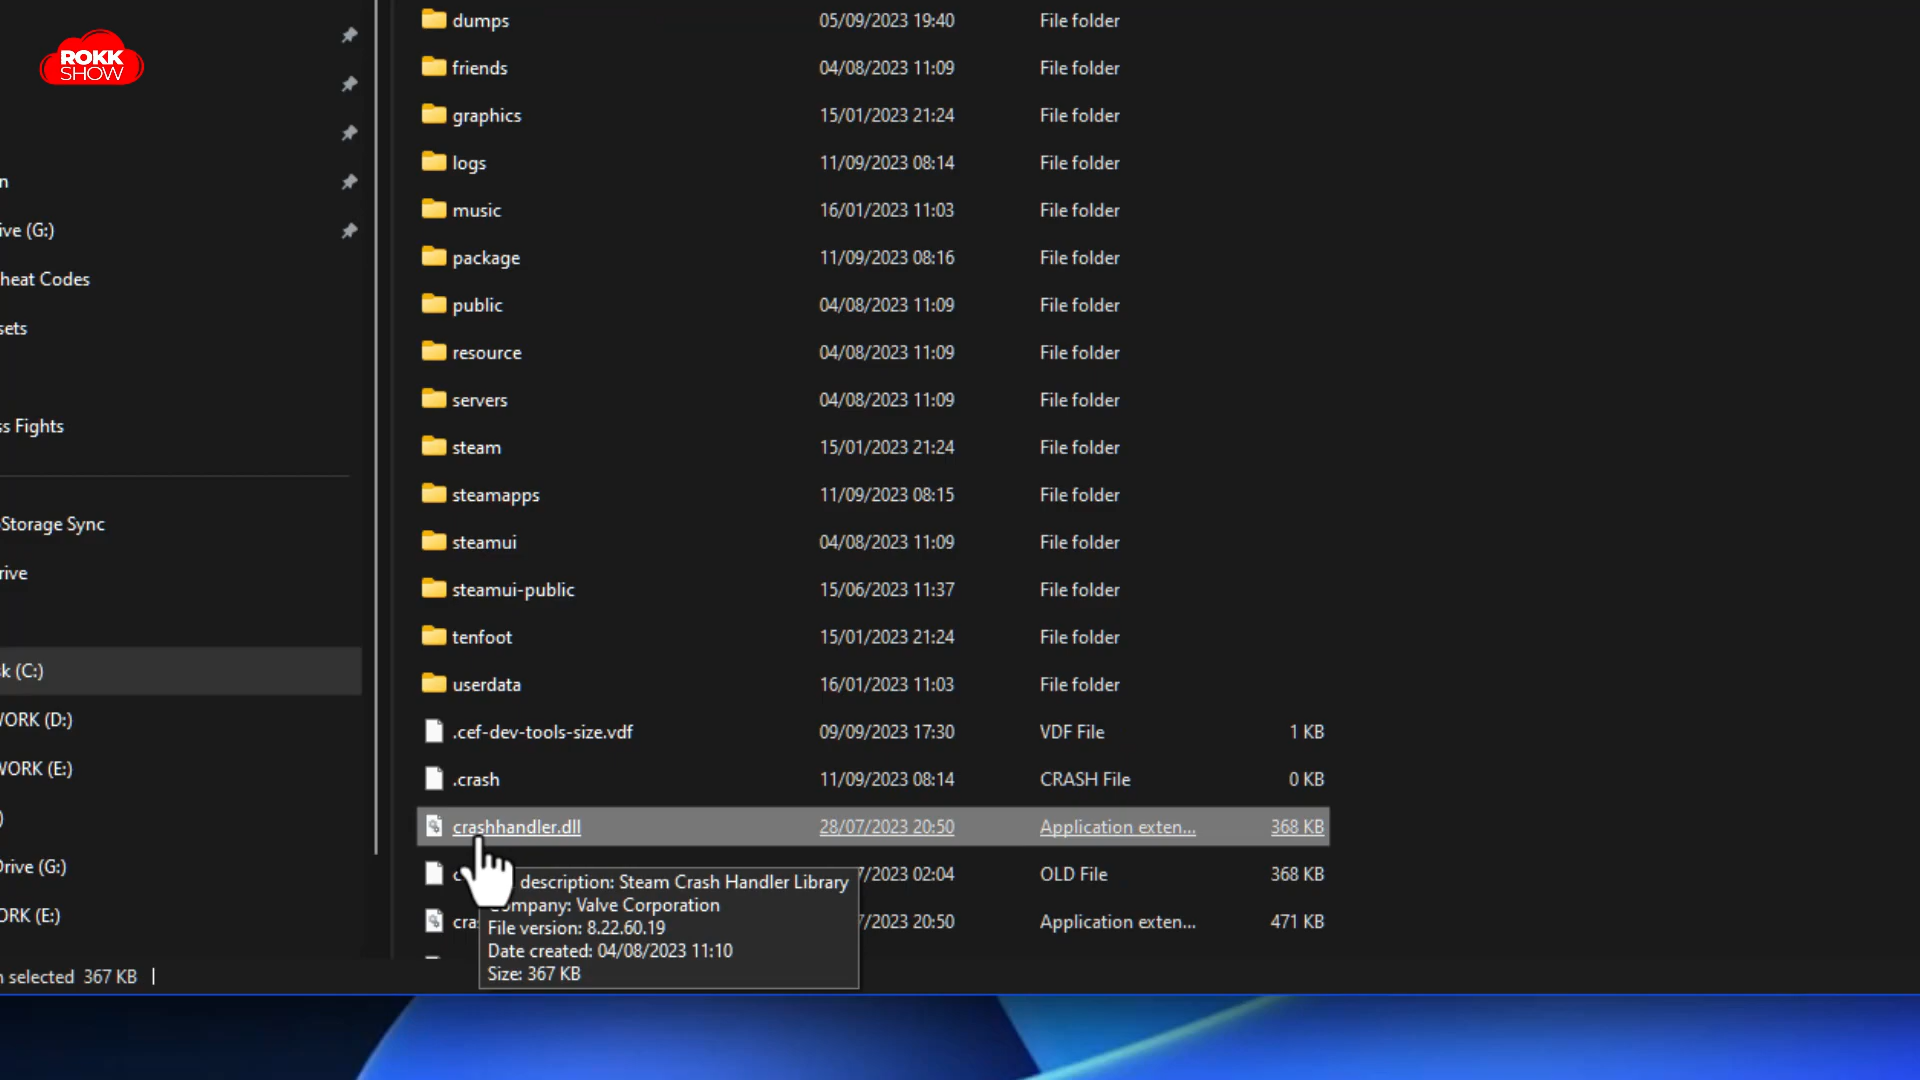 ROKK
SHOW
n
ive (G:)
heat Codes
sets
ss Fights
Storage Sync
rive
k (C:)
WORK (D:)
WORK (E:)
)
Drive (G:)
ORK (E:)
n selected 367 KB
dumps 05/09/2023 19:40 File folder
friends 04/08/2023 11:09 File folder
graphics 15/01/2023 21:24 File folder
logs 11/09/2023 08:14 File folder
music 16/01/2023 11:03 File folder
package 11/09/2023 08:16 File folder
public 04/08/2023 11:09 File folder
resource 04/08/2023 11:09 File folder
servers 04/08/2023 11:09 File folder
steam 15/01/2023 21:24 File folder
steamapps 11/09/2023 08:15 File folder
steamui 04/08/2023 11:09 File folder
steamui-public 15/06/2023 11:37 File folder
tenfoot 15/01/2023 21:24 File folder
userdata 16/01/2023 11:03 File folder
.cef-dev-tools-size.vdf 09/09/2023 17:30 VDF File 1 KB
.crash 11/09/2023 08:14 CRASH File 0 KB
crashhandler.dll 28/07/2023 20:50 Application exten... 368 KB
c 7/2023 02:04 OLD File 368 KB
cra 7/2023 20:50 Application exten... 471 KB
description: Steam Crash Handler Library
ompany: Valve Corporation
File version: 8.22.60.19
Date created: 04/08/2023 11:10
Size: 367 KB